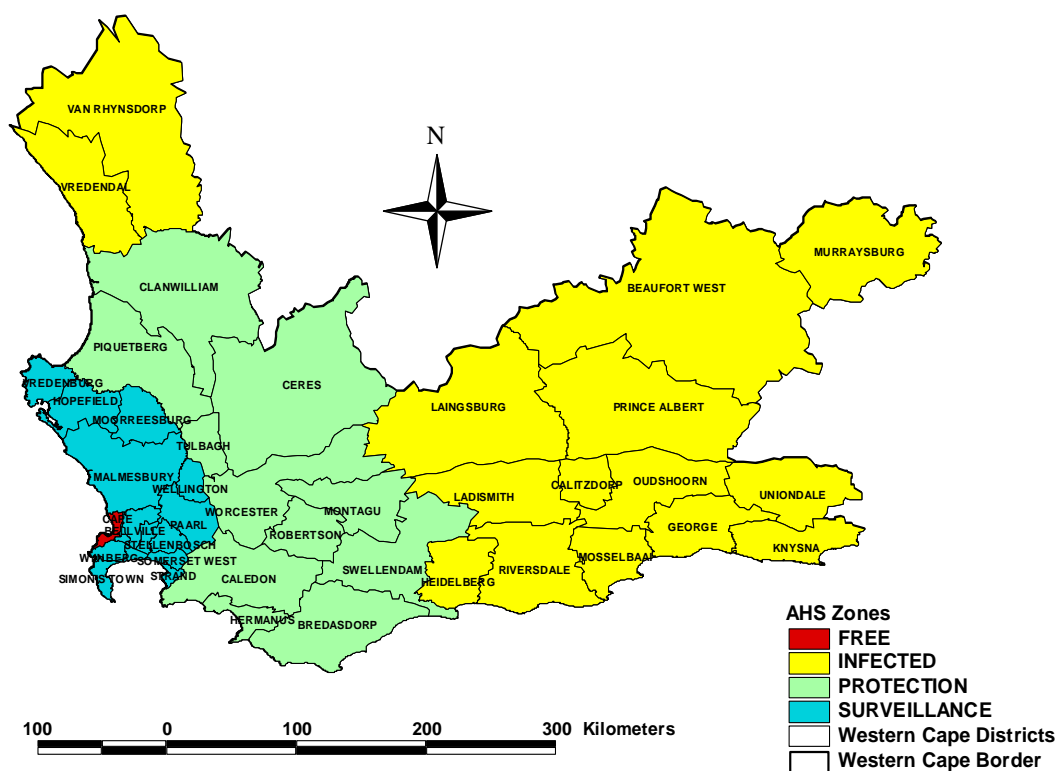 VAN RHYNSDORP
N
VREDENDAL
MURRAYSBURG
CLANWILLIAM
BEAUFORT WEST
PIQUETBERG
VREDENBURG
CERES
HOPEFIELD
LAINGSBURG
PRINCE ALBERT
MOORREESBURG
TULBAGH
MALMESBURY
OUDSHOORN
CALITZDORP
WELLINGTON
LADISMITH
UNIONDALE
WORCESTER
MONTAGU
CAPE
PAARL
GEORGE
BELLVILLE
ROBERTSON
STELLENBOSCH
KNYSNA
WYNBERG
SOMERSET WEST
MOSSELBAAI
SWELLENDAM
RIVERSDALE
SIMONSTOWN
STRAND
CALEDON
HEIDELBERG
HERMANUS
BREDASDORP
AHS Zones
FREE
INFECTED
PROTECTION
SURVEILLANCE
Western Cape Districts
Western Cape Border
100 0 100 200 300 Kilometers